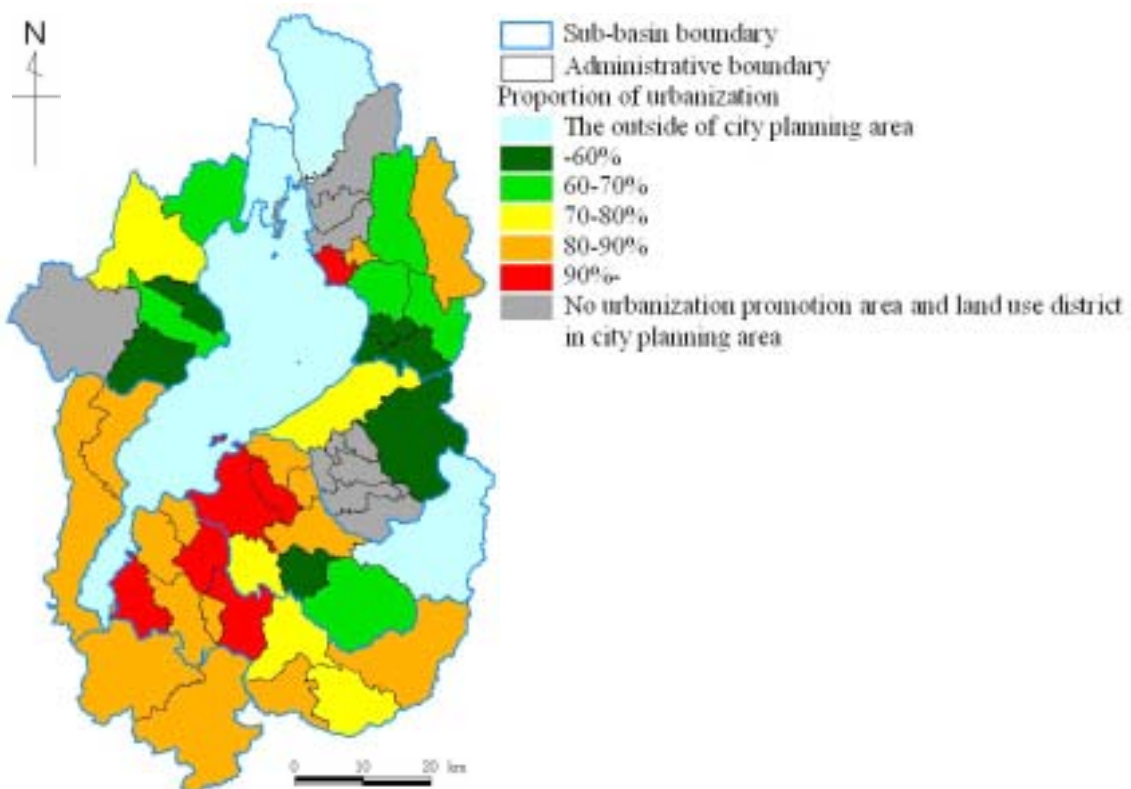 N
Sub-basin boundary
Administrative boundary
Proportion of urbanization
The outside of city planning area
-60%
60-70%
70-80%
80-90%
90%-
No urbanization promotion area and land use district
in city planning area
0 10 20 km